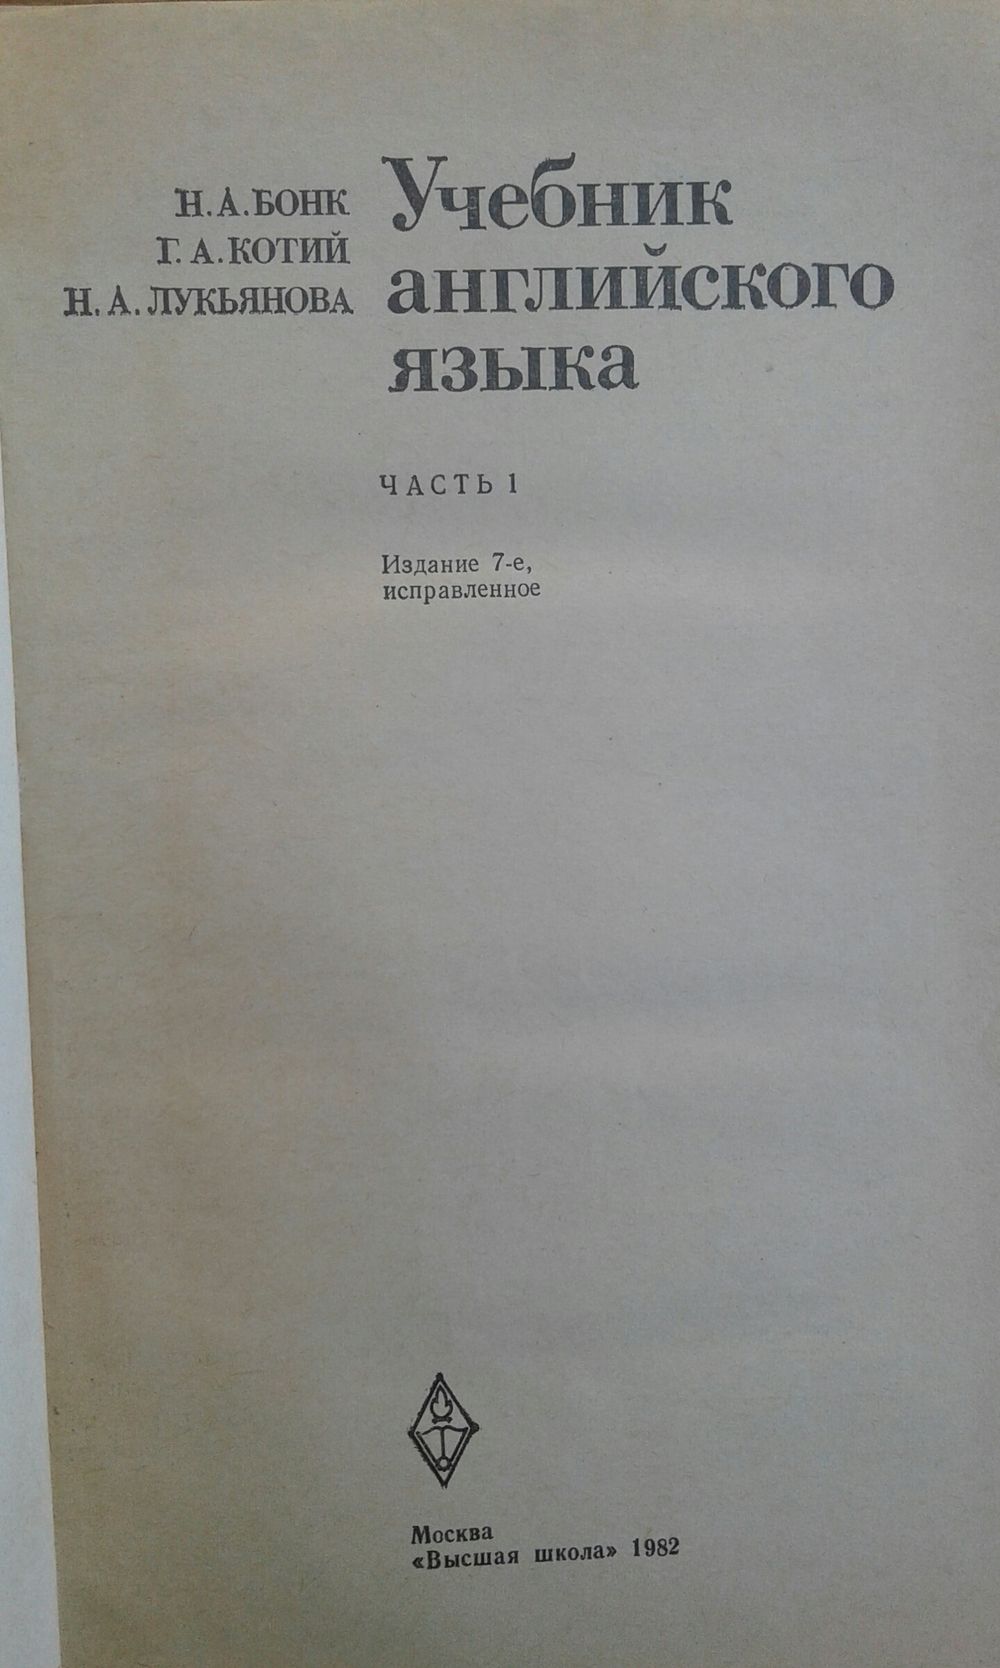 Н. А. БОНК
Г. А. КОТИЙ
Н. А. ЛУКЬЯНОВА
Учебник
английского
языка
ЧАСТЬ 1
Издание 7-е,
исправленное
Москва
«Высшая школа» 1982